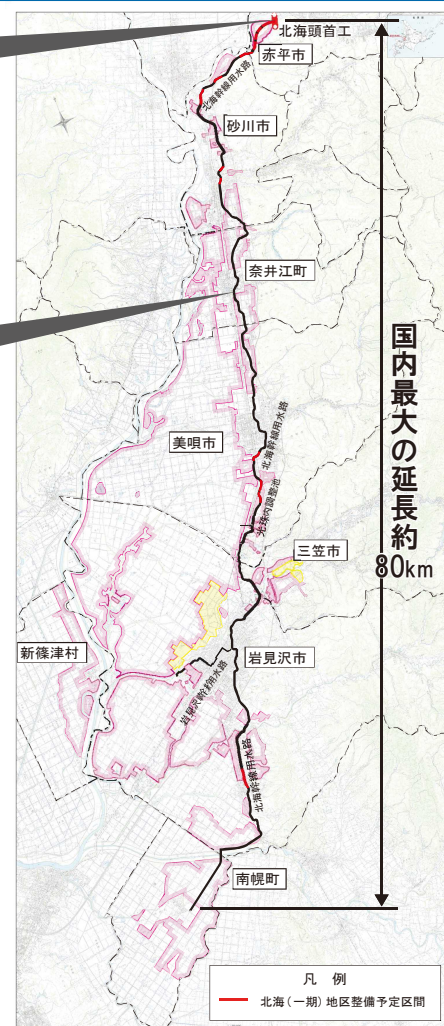 北海頭首工
赤平市
北海幹線用水路
砂川市
奈井江町
国内最大の延長約80km
美唄市
北海幹線用水路
光珠内調整池
三笠市
新篠津村
岩見沢市
岩見沢幹線用水路
北海幹線用水路
南幌町
凡 例
北海(一期)地区整備予定区間